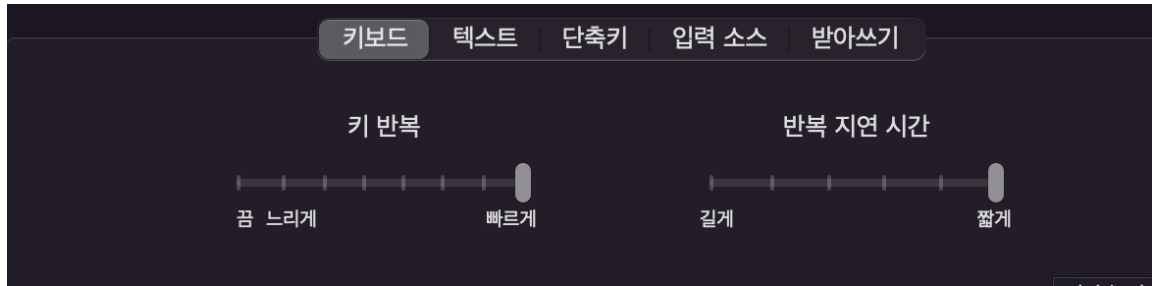 키보드 텍스트 단축키 입력 소스 받아쓰기
키 반복 반복 지연 시간
끔 느리게 빠르게 길게 짧게